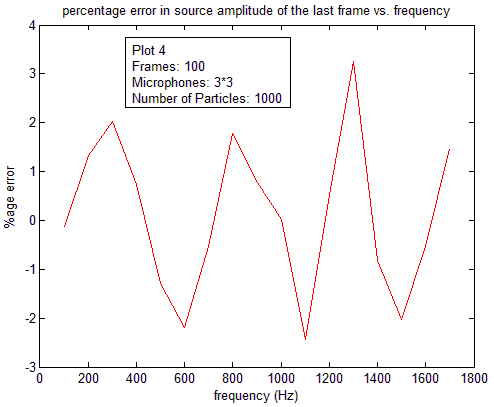 percentage error in source amplitude of the last frame vs. frequency
Plot 4
Frames: 100
Microphones: 3*3
Number of Particles: 1000
%age error
4
3
2
1
0
-1
-2
-3
0 200 400 600 800 1000 1200 1400 1600 1800
frequency (Hz)